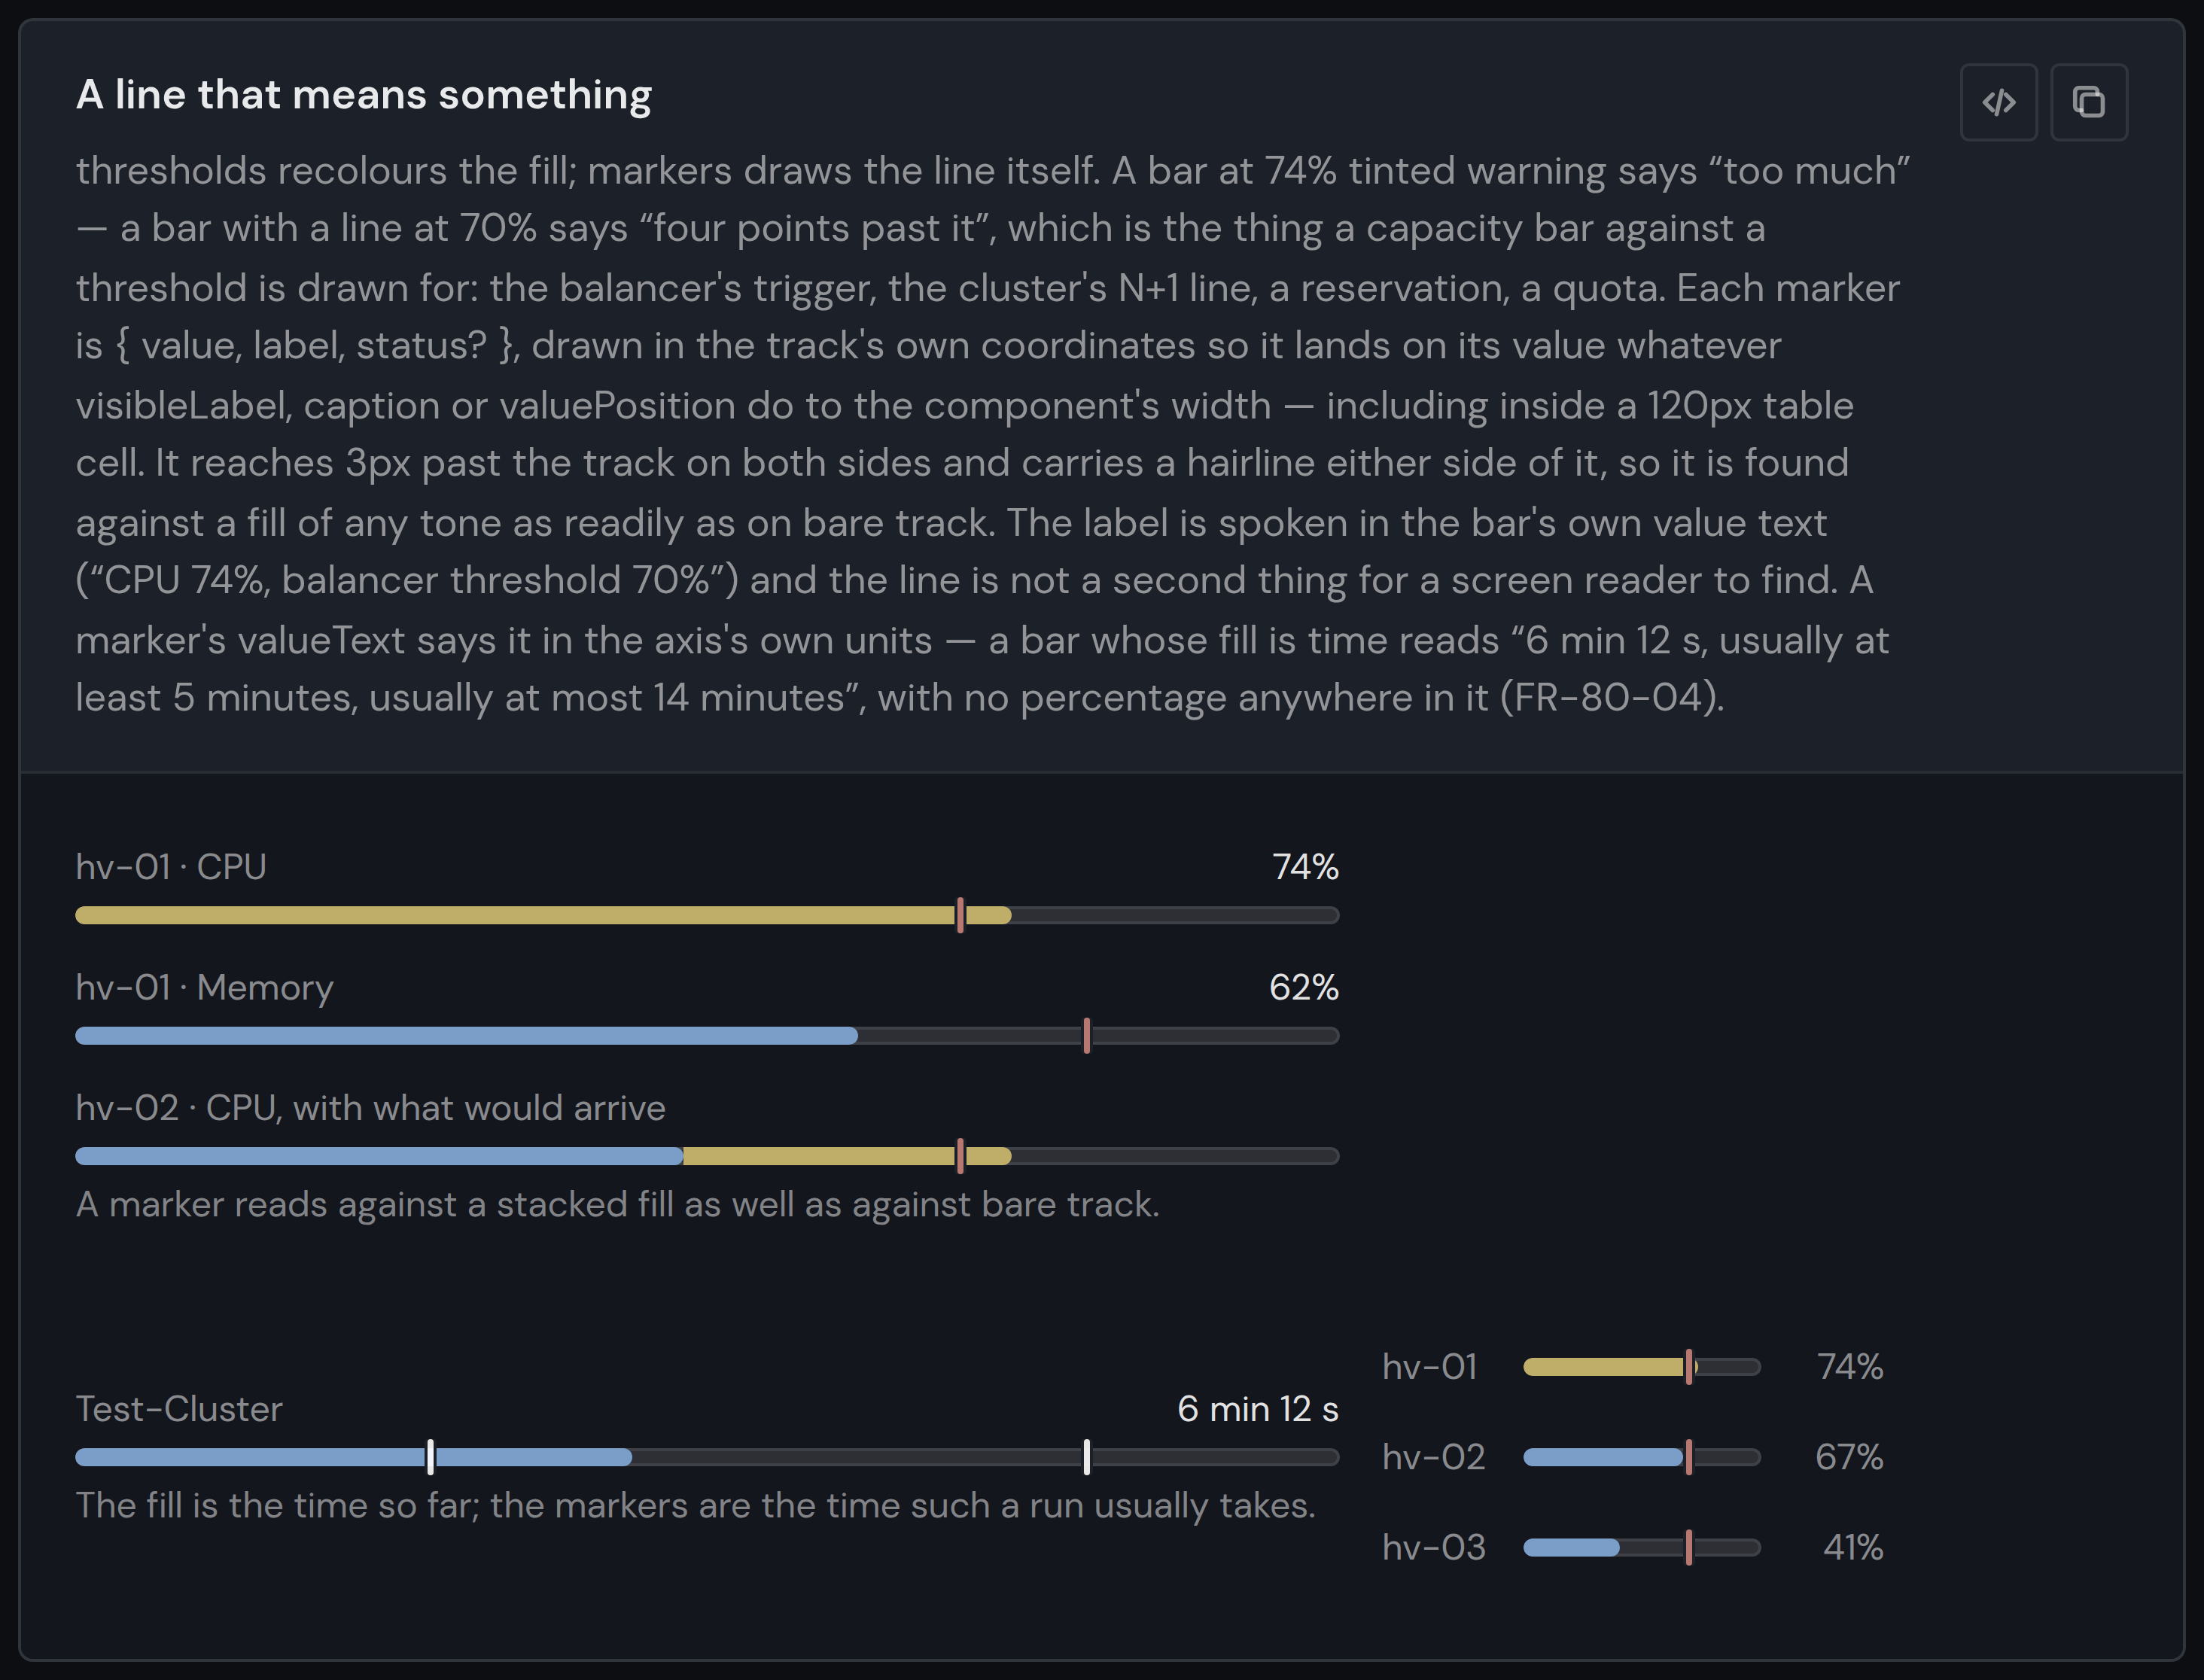 A line that means something
thresholds recolours the fill; markers draws the line itself. A bar at 74% tinted warning says “too much”
— a bar with a line at 70% says “four points past it”, which is the thing a capacity bar against a
threshold is drawn for: the balancer's trigger, the cluster's N+1 line, a reservation, a quota. Each marker
is { value, label, status? }, drawn in the track's own coordinates so it lands on its value whatever
visibleLabel, caption or valuePosition do to the component's width — including inside a 120px table
cell. It reaches 3px past the track on both sides and carries a hairline either side of it, so it is found
against a fill of any tone as readily as on bare track. The label is spoken in the bar's own value text
(“CPU 74%, balancer threshold 70%”) and the line is not a second thing for a screen reader to find. A
marker's valueText says it in the axis's own units — a bar whose fill is time reads “6 min 12 s, usually at
least 5 minutes, usually at most 14 minutes”, with no percentage anywhere in it (FR-80-04).
hv-01 · CPU 74%
hv-01 · Memory 62%
hv-02 · CPU, with what would arrive
A marker reads against a stacked fill as well as against bare track.
Test-Cluster 6 min 12 s
The fill is the time so far; the markers are the time such a run usually takes.
hv-01 74%
hv-02 67%
hv-03 41%